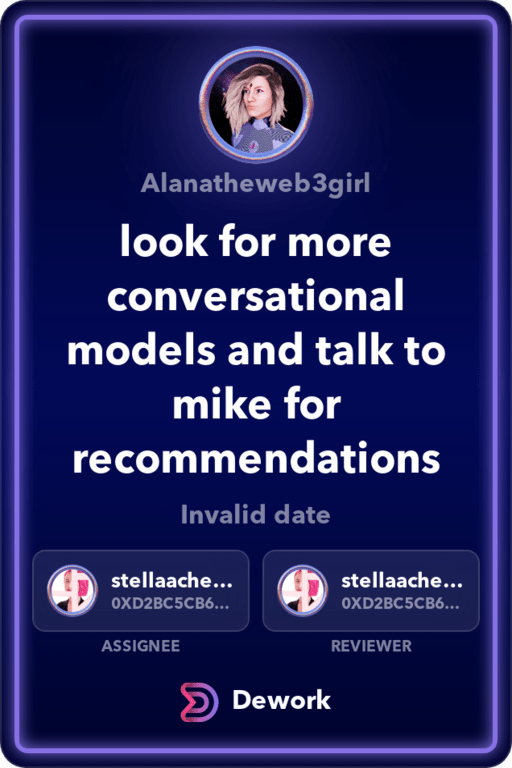 Alanatheweb3girl
look for more
conversational
models and talk to
mike for
recommendations
Invalid date
stellaache...
0XD2BC5CB6...
ASSIGNEE
stellaache...
0XD2BC5CB6...
REVIEWER
Dework